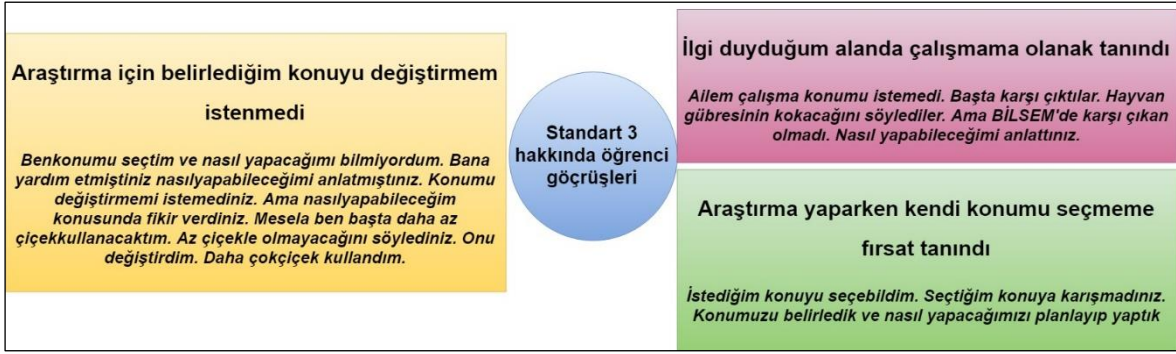 Araştırma için belirlediğim konuyu değiştirmem
istenmedi
Benkonumu seçtim ve nasıl yapacağımı bilmiyordum. Bana
yardım etmiştiniz nasılyapabileceğimi anlatmıştınız. Konumu
değiştirmemi istemediniz. Ama nasılyapabileceğim
konusunda fikir verdiniz. Mesela ben başta daha az
çiçekkullanacaktım. Az çiçekle olmayacağını söylediniz. Onu
değiştirdim. Daha çokçiçek kullandım.
Standart 3
hakkında öğrenci
göçrüşleri
İlgi duyduğum alanda çalışmama olanak tanındı
Ailem çalışma konumu istemedi. Başta karşı çıktılar. Hayvan
gübresinin kokacağını söylediler. Ama BİLSEM'de karşı çıkan
olmadı. Nasıl yapabileceğimi anlattınız.
Araştırma yaparken kendi konumu seçmeme
fırsat tanındı
İstediğim konuyu seçebildim. Seçtiğim konuya karışmadınız.
Konumuzu belirledik ve nasıl yapacağımızı planlayıp yaptık